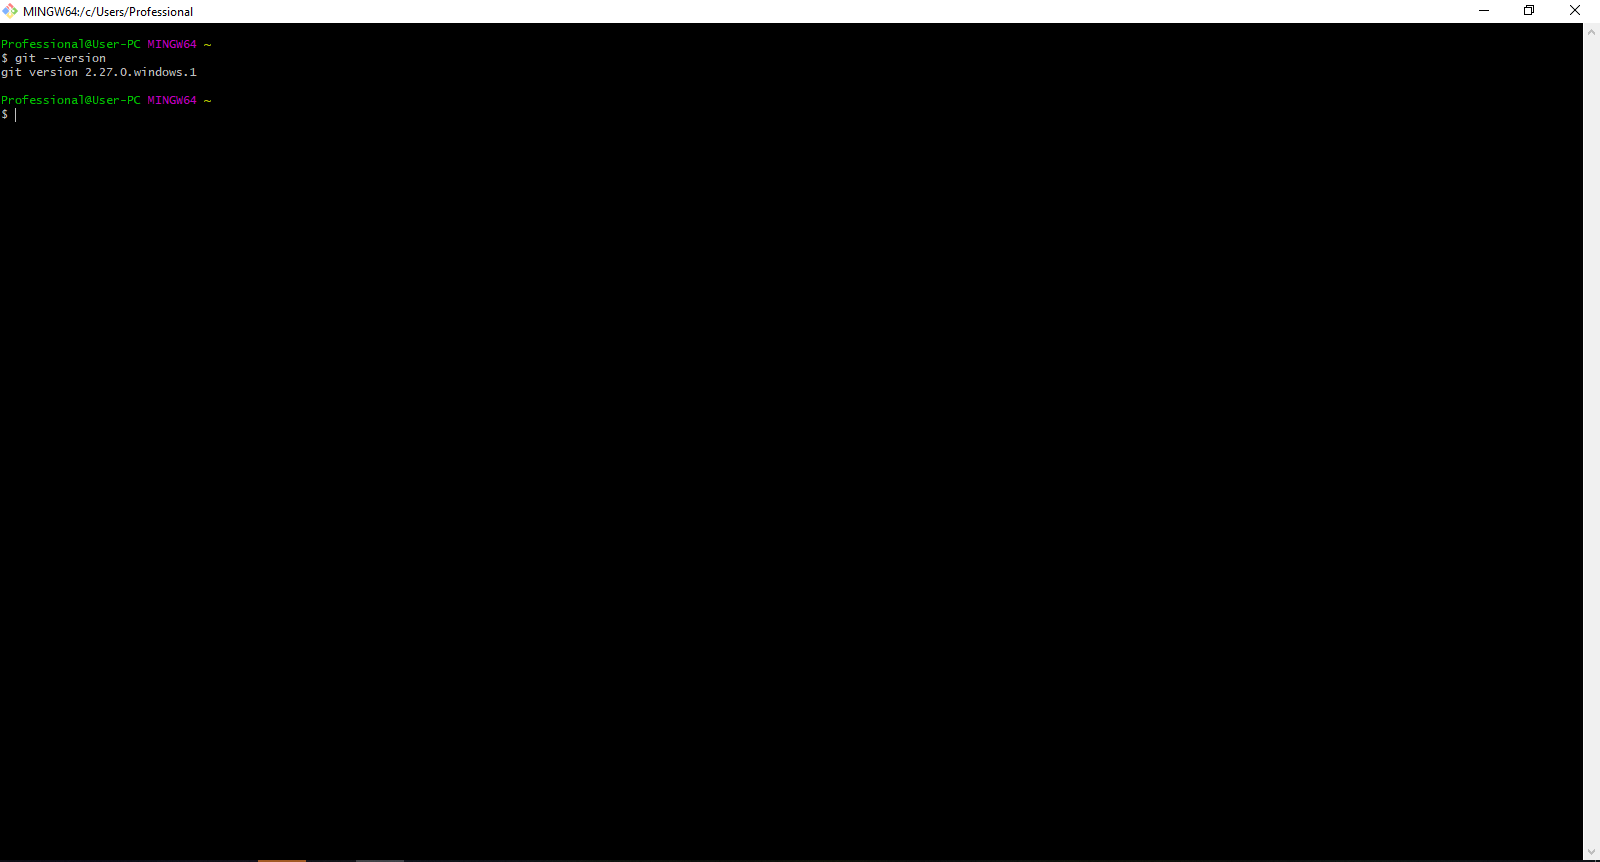 MINGW64:/c/Users/Professional
Professional@User-PC MINGW64 ~
$ git --version
git version 2.27.0.windows.1
Professional@User-PC MINGW64 ~
$